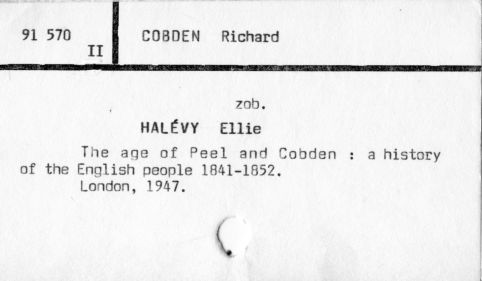 91 570
II
COBDEN Richard
zob.
HALÉVY Ellie
The age of Peel and Cobden : a history
of the English people 1841-1852.
London, 1947.